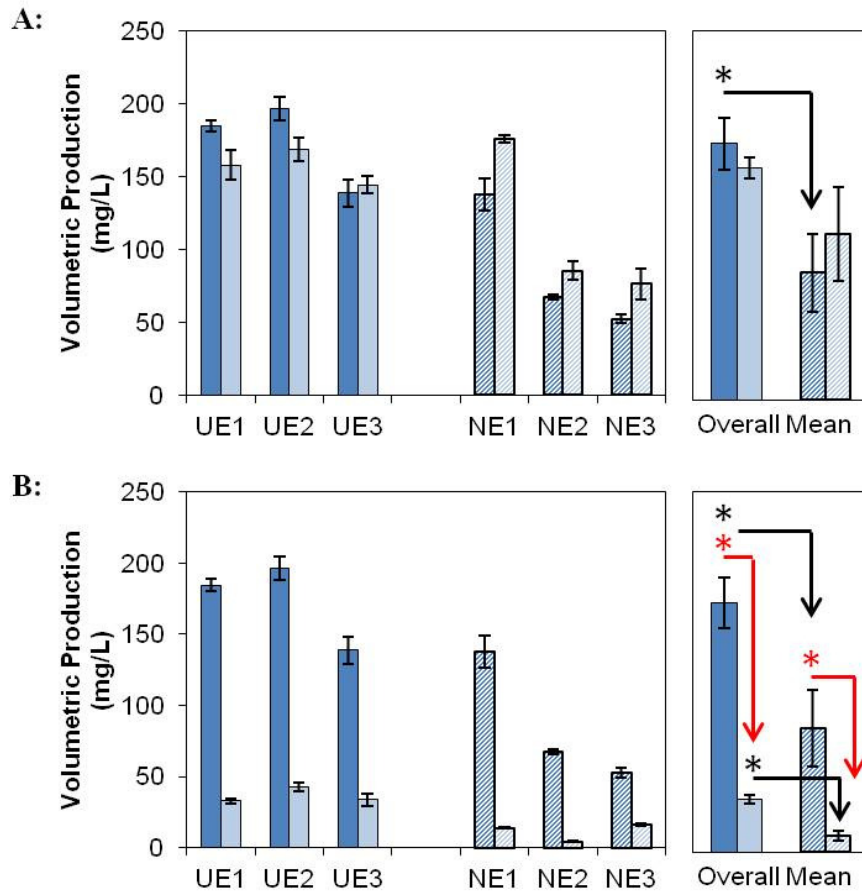 A:
Volumetric Production
(mg/L)
250
200
150
100
50
0
UE1 UE2 UE3 NE1 NE2 NE3
*
Overall Mean
B:
Volumetric Production
(mg/L)
250
200
150
100
50
0
UE1 UE2 UE3 NE1 NE2 NE3
*
*
*
*
Overall Mean